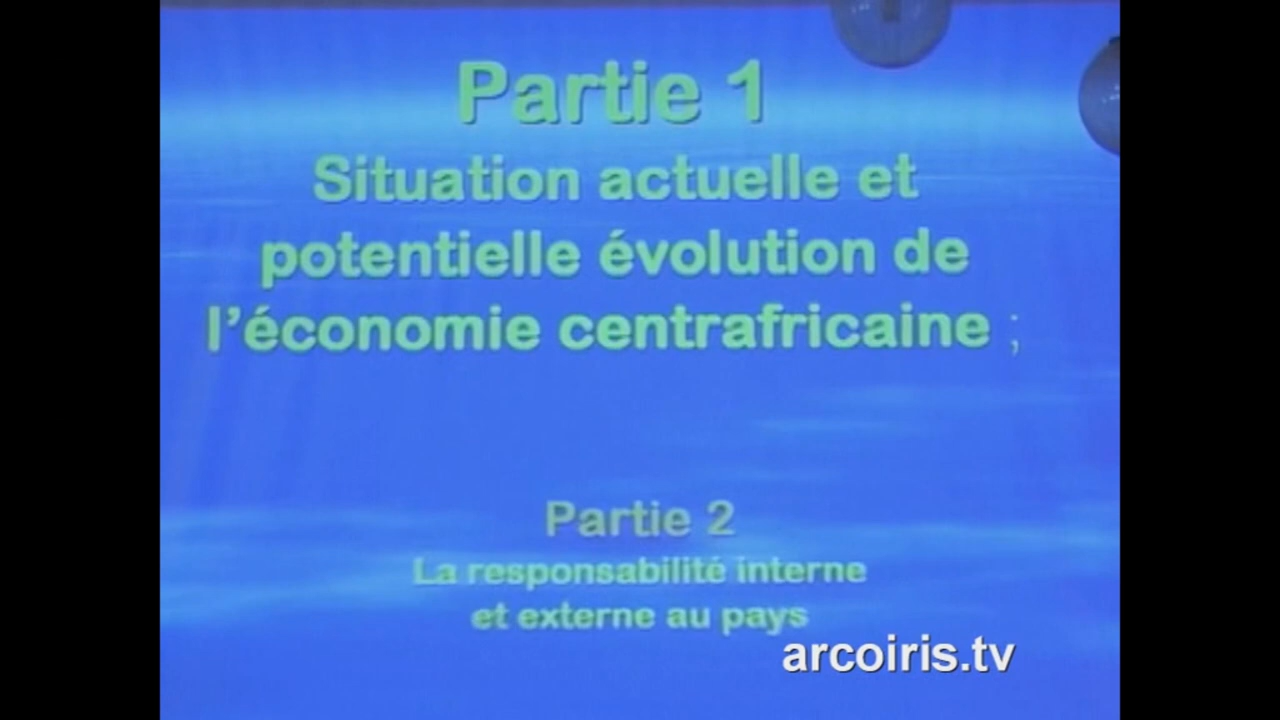 Partie 1
Situation actuelle et
potentielle évolution de
l’économie centrafricaine ;
Partie 2
La responsabilité interne
et externe au pays
arcoiris.tv